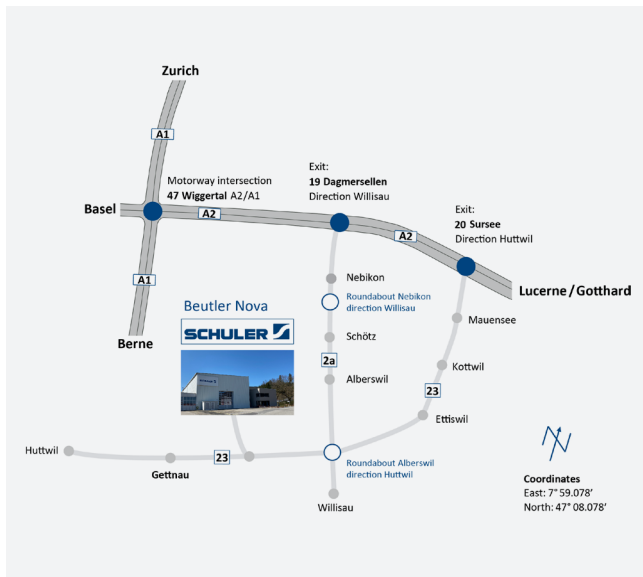 Zurich
A1
Exit:
19 Dagmersellen
Direction Willisau
Motorway intersection
47 Wiggertal A2/A1
Exit:
20 Sursee
Direction Huttwil
Basel
A2
A2
A1
Nebikon
Lucerne/Gotthard
Beutler Nova
Roundabout Nebikon
direction Willisau
SCHULER
Mauensee
Berne
Schötz
2a
Kottwil
Alberswil
23
Ettiswil
Huttwil
23
Gettnau
Roundabout Alberswil
direction Huttwil
Coordinates
East: 7° 59.078’
North: 47° 08.078’
Willisau